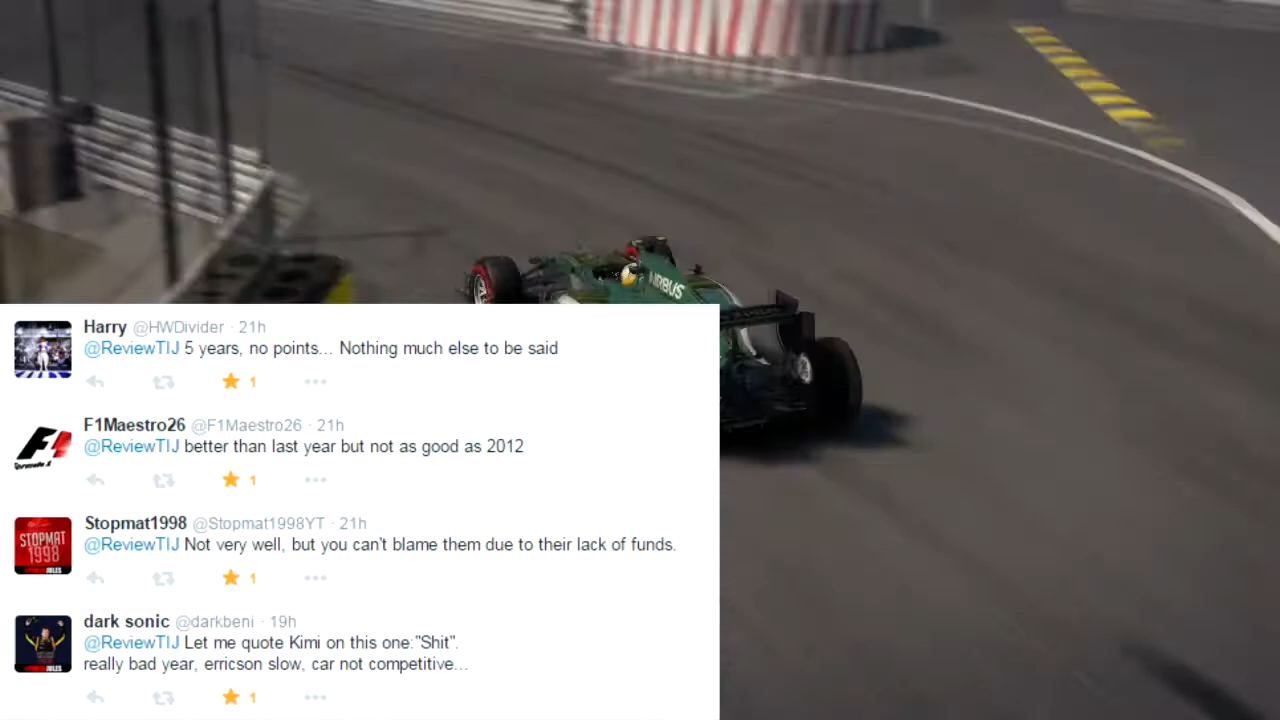 AIRBUS
Harry @HWDivider · 21h
@ReviewTIJ 5 years, no points... Nothing much else to be said
1
F1Maestro26 @F1Maestro26 · 21h
@ReviewTIJ better than last year but not as good as 2012
1
Stopmat1998 @Stopmat1998YT · 21h
@ReviewTIJ Not very well, but you can't blame them due to their lack of funds.
STOPMAT
1998
1
dark sonic @darkbeni · 19h
@ReviewTIJ Let me quote Kimi on this one:"Shit".
really bad year, erricson slow, car not competitive...
1